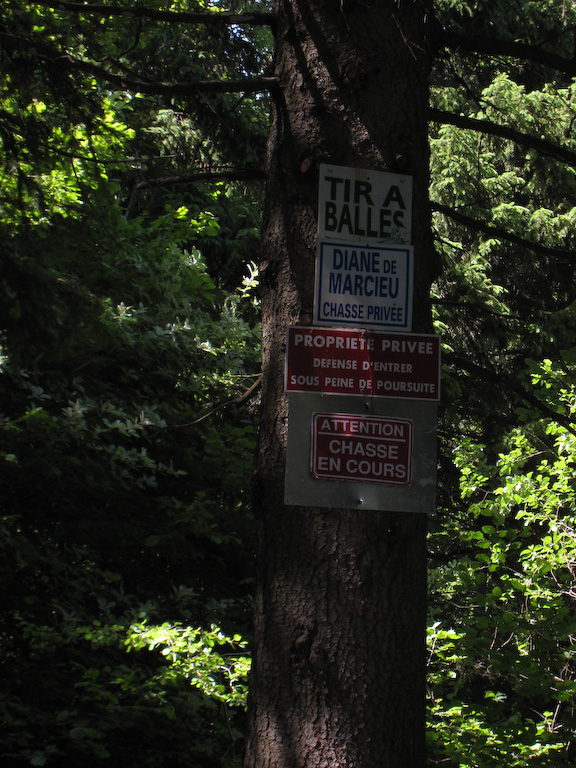 TIR A
BALLES
DIANE DE
MARCIEU
CHASSE PRIVÉE
PROPRIETE PRIVEE
DEFENSE D'ENTRER
SOUS PEINE DE POURSUITE
ATTENTION
CHASSE
EN COURS